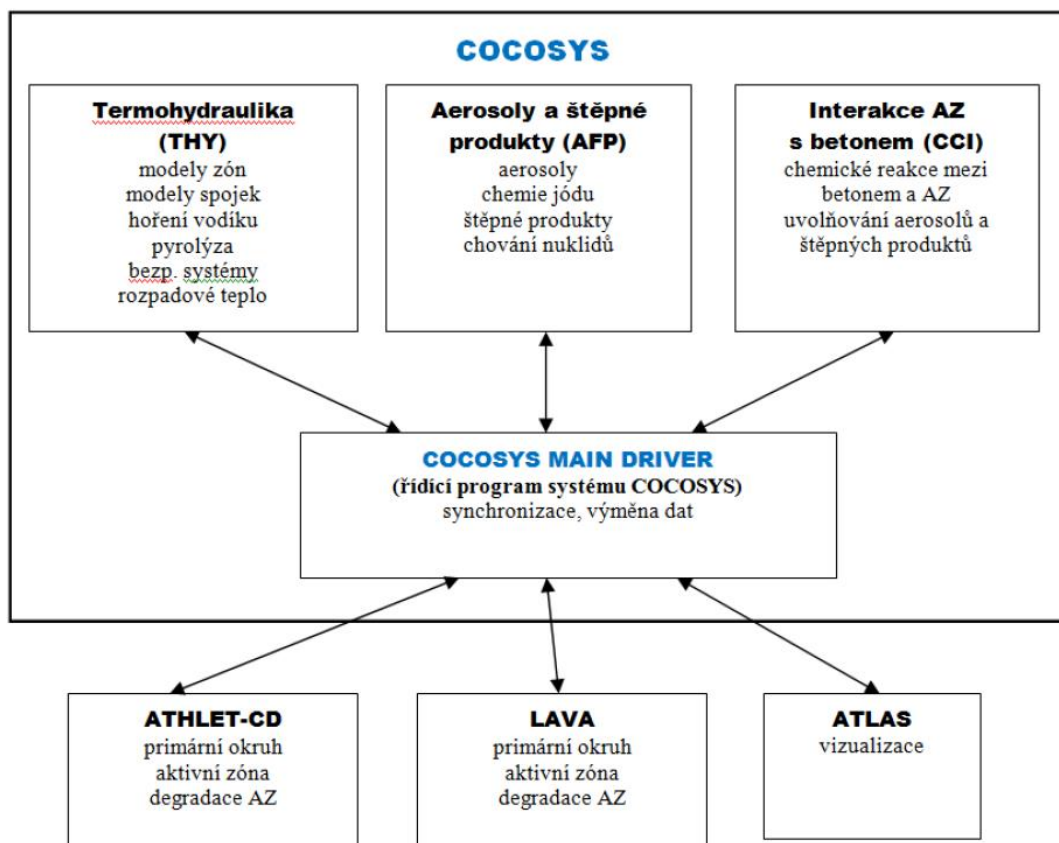 COCOSYS
Termohydraulika
(THY)
modely zón
modely spojek
hoření vodíku
pyrolýza
bezp. systémy
rozpadové teplo
Aerosoly a štěpné
produkty (AFP)
aerosoly
chemie jódu
štěpné produkty
chování nuklidů
Interakce AZ
s betonem (CCI)
chemické reakce mezi
betonem a AZ
uvolňování aerosolů a
štěpných produktů
COCOSYS MAIN DRIVER
(řídící program systému COCOSYS)
synchronizace, výměna dat
ATHLET-CD
primární okruh
aktivní zóna
degradace AZ
LAVA
primární okruh
aktivní zóna
degradace AZ
ATLAS
vizualizace